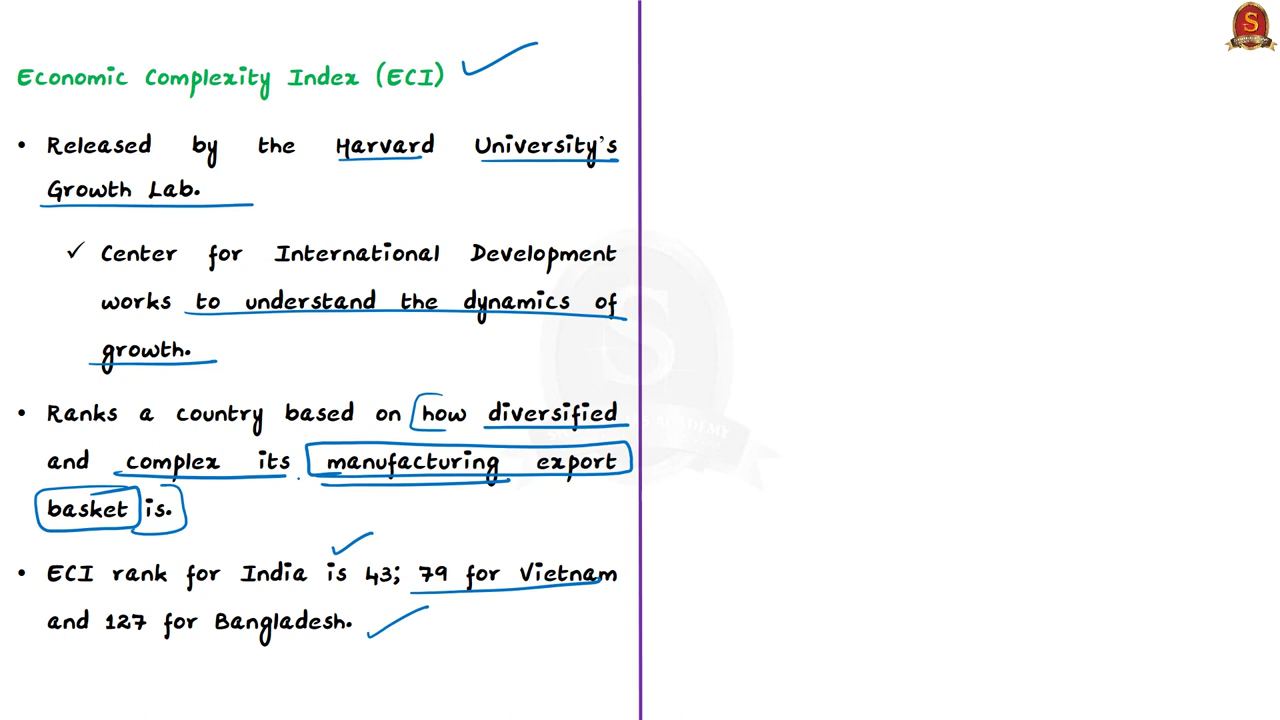 Economic Complexity Index (ECI)
• Released by the Harvard University's
Growth Lab.
✓ Center for International Development
works to understand the dynamics of
growth.
• Ranks a country based on how diversified
and complex its manufacturing export
basket is.
• ECI rank for India is 43; 79 for Vietnam
and 127 for Bangladesh.